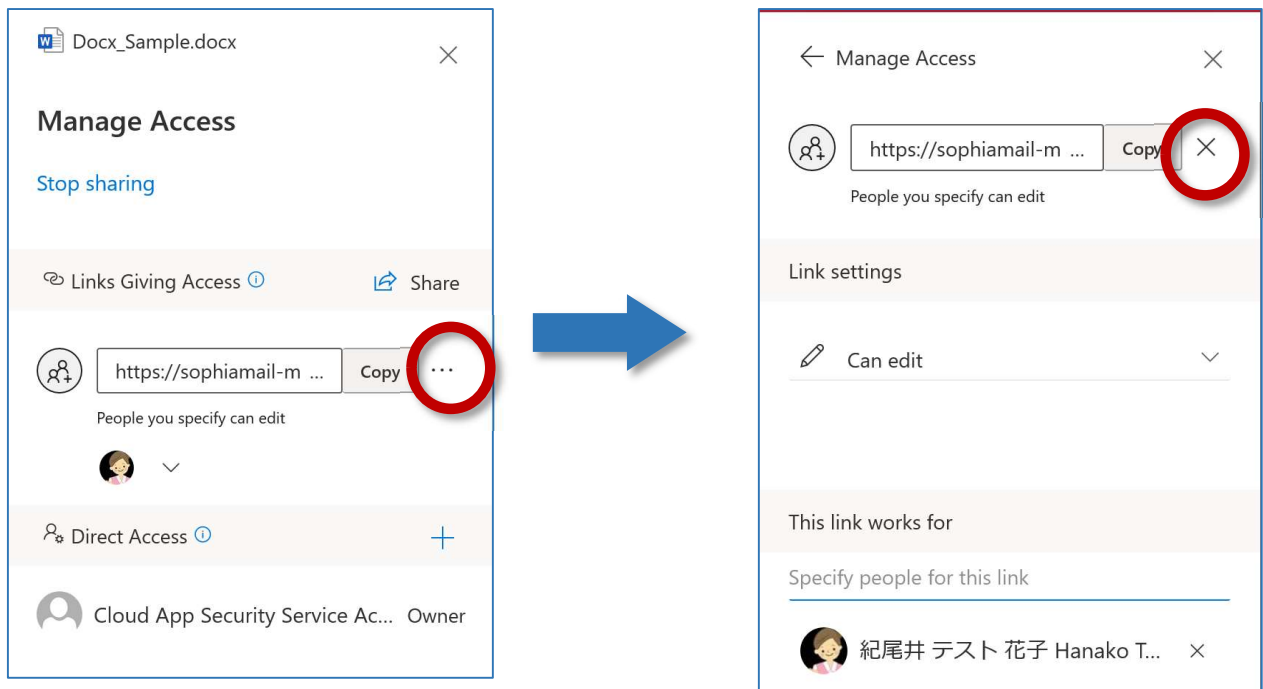 Docx_Sample.docx
Manage Access
Stop sharing
Links Giving Access
Share
https://sophiamail-m ...
Copy
...
People you specify can edit
Direct Access
Cloud App Security Service Ac...
Owner
Manage Access
https://sophiamail-m ...
Copy
People you specify can edit
Link settings
Can edit
This link works for
Specify people for this link
紀尾井 テスト 花子 Hanako T...